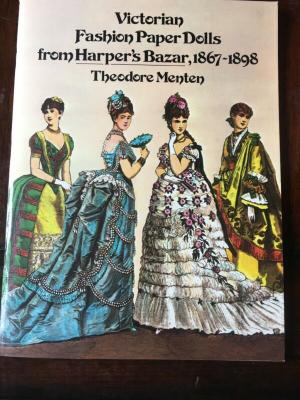 Victorian
Fashion Paper Dolls
from Harper's Bazar, 1867-1898
Theodore Menten